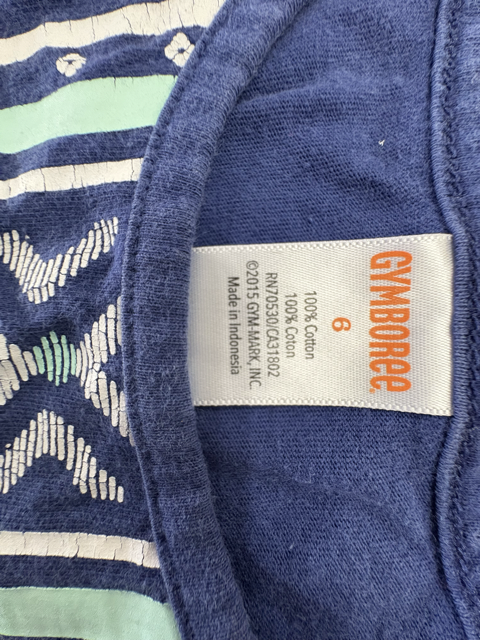 GYMBOREE
6
100% Cotton
100% Coton
RN70530/CA31802
©2015 GYM-MARK, INC.
Made in Indonesia